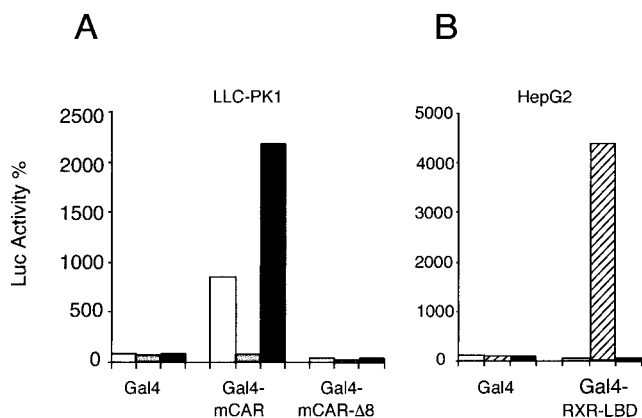 A
B
LLC-PK1
HepG2
Luc Activity %
2500
2000
1500
1000
500
0
Gal4
Gal4-
mCAR
Gal4-
mCAR-Δ8
5000
4000
3000
2000
1000
0
Gal4
Gal4-
RXR-LBD